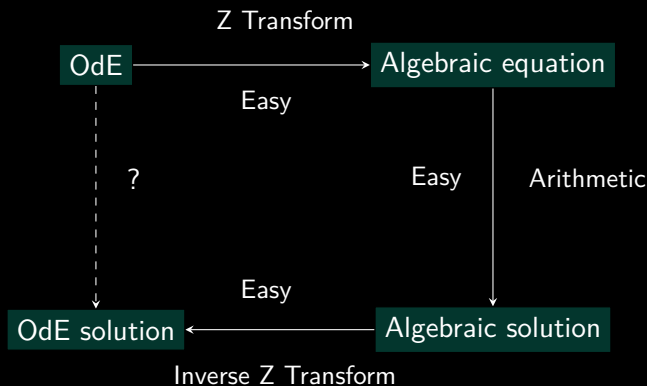 Z Transform
OdE
Algebraic equation
Easy
?
Easy
Arithmetic
Easy
OdE solution
Algebraic solution
Inverse Z Transform